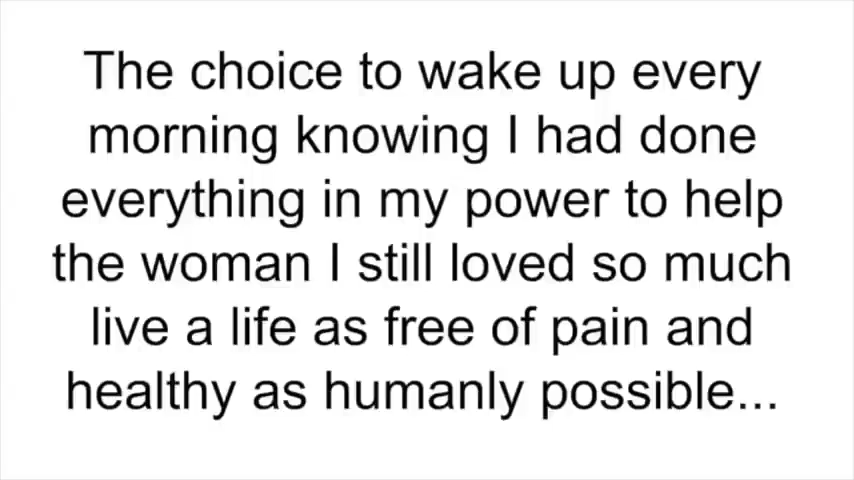 The choice to wake up every
morning knowing I had done
everything in my power to help
the woman I still loved so much
live a life as free of pain and
healthy as humanly possible...